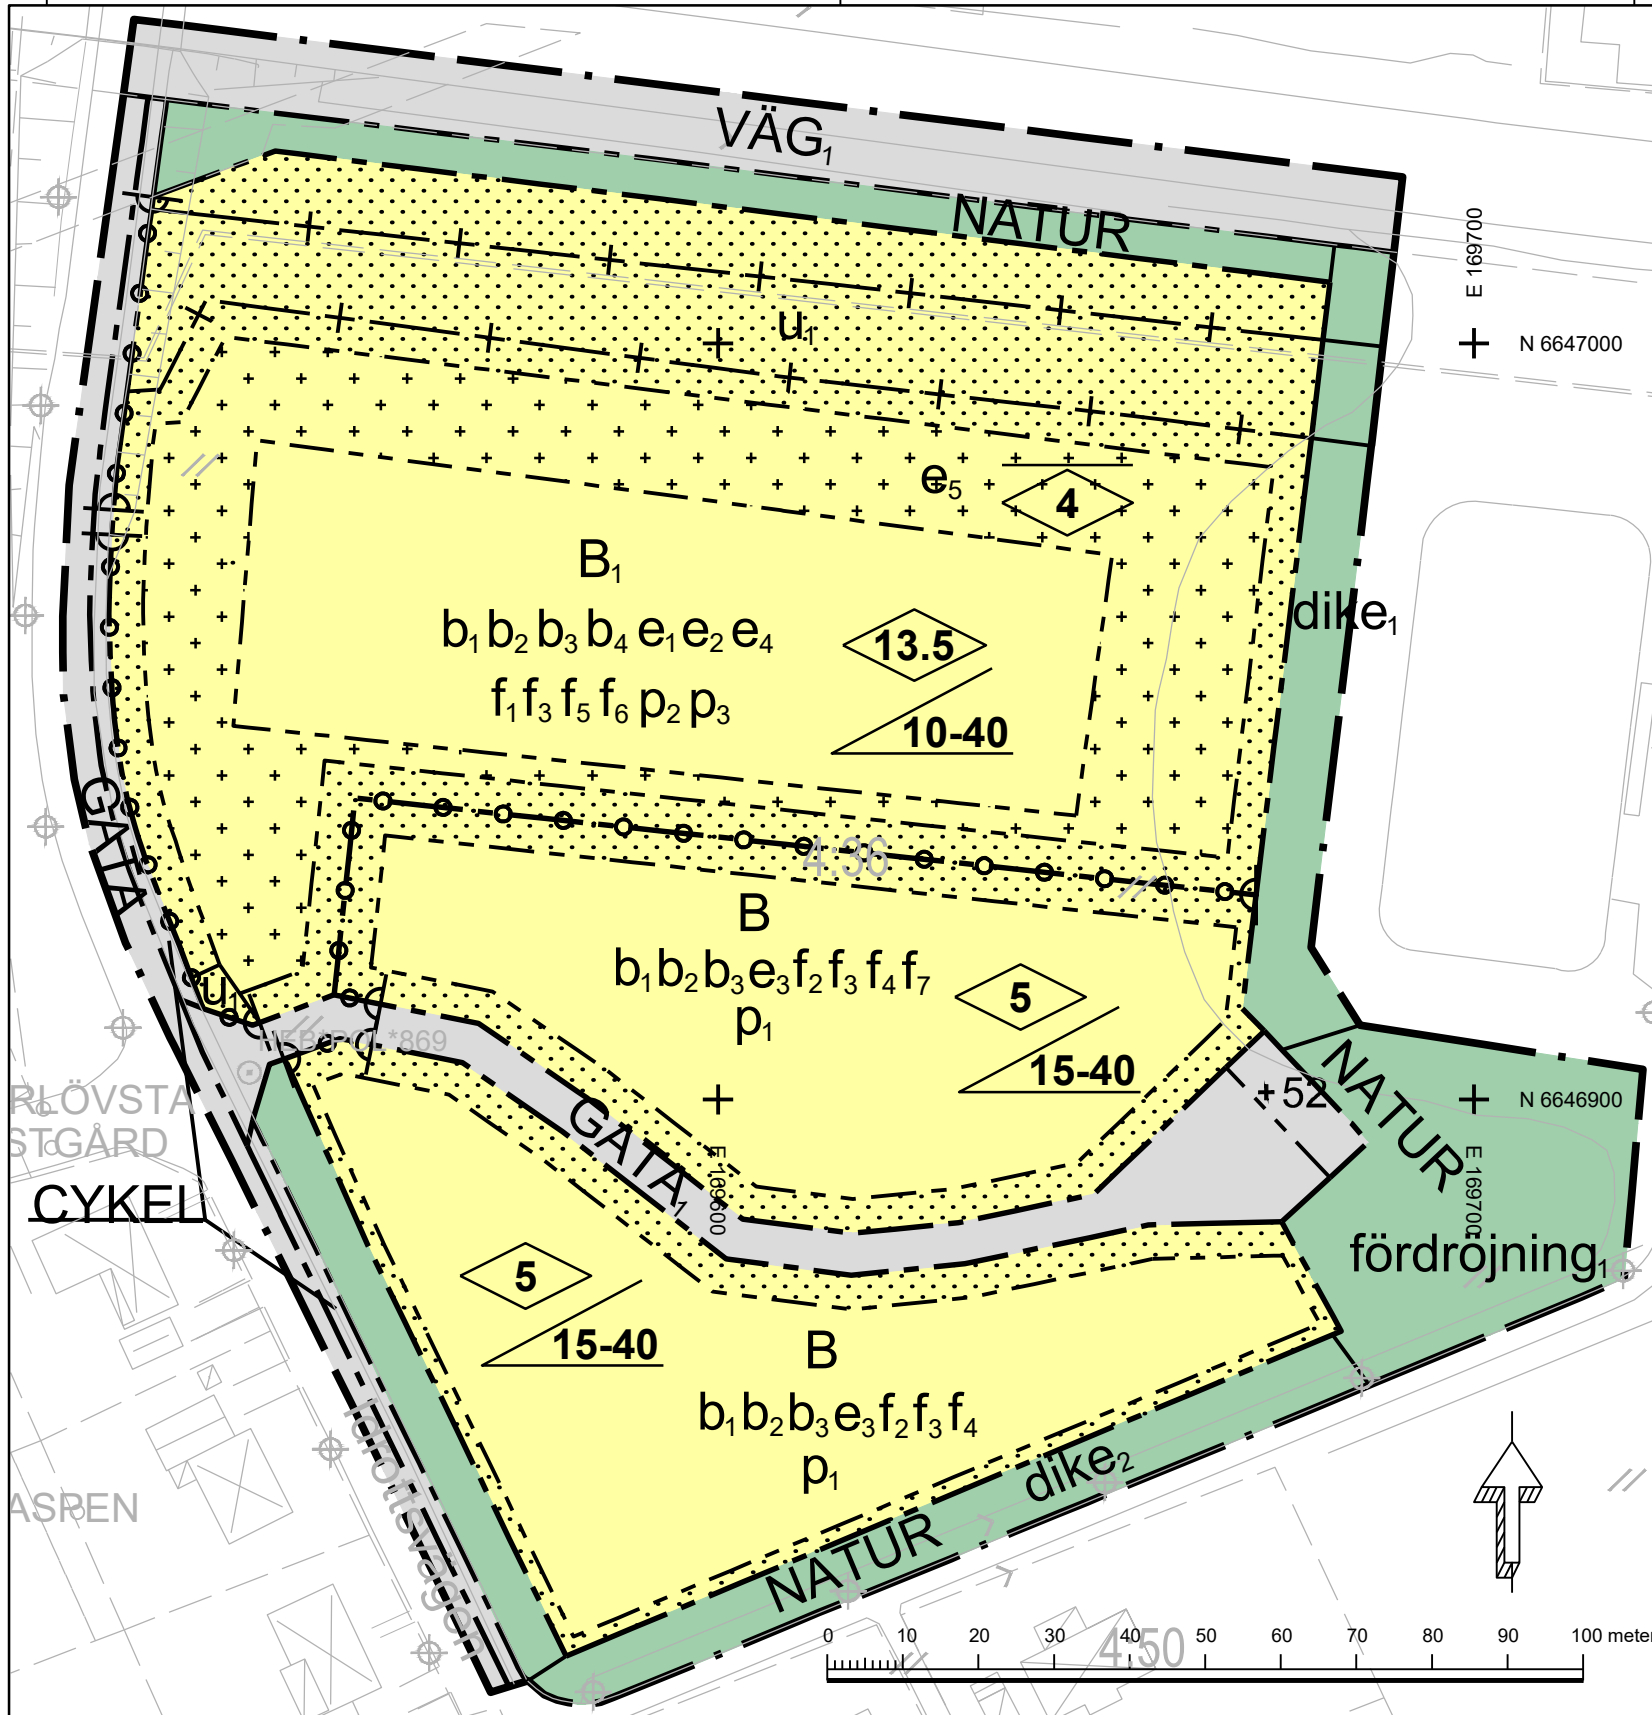 VÄG1
NATUR
E 169700
N 6647000
u1
e5
4
B1
b1 b2 b3 b4 e1 e2 e4
f1 f3 f5 f6 p2 p3
13.5
10-40
dike1
GATA
4:36
B
b1 b2 b3 e3 f2 f3 f4 f7
p1
5
15-40
u1
HFB*POL*869
RLÖVSTA
STGÅRD
CYKEL
GATA1
E 169600
+52
NATUR
N 6646900
E 169700
fördröjning1
5
15-40
B
b1 b2 b3 e3 f2 f3 f4
p1
dike2
NATUR
Idrottsvägen
ASPEN
4:50
0 10 20 30 40 50 60 70 80 90 100 meter